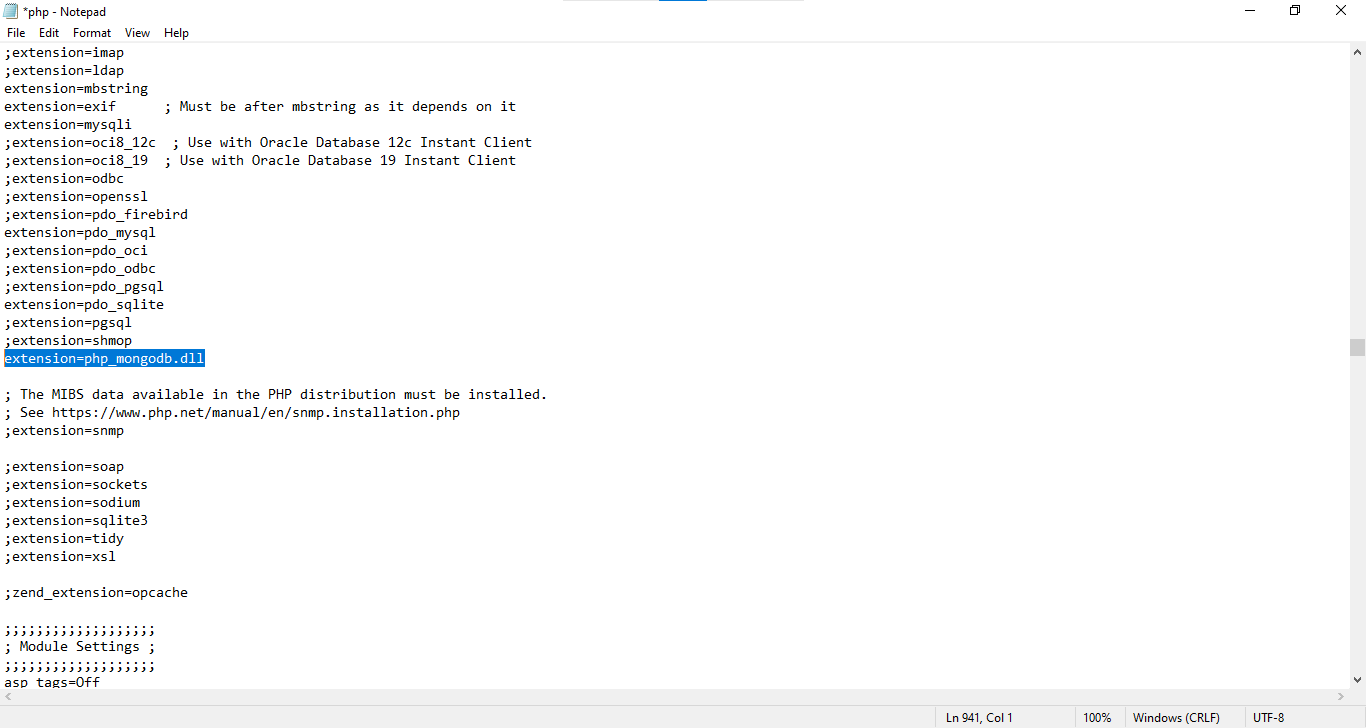 *php - Notepad
File Edit Format View Help
;extension=imap
;extension=ldap
extension=mbstring
extension=exif      ; Must be after mbstring as it depends on it
extension=mysqli
;extension=oci8_12c  ; Use with Oracle Database 12c Instant Client
;extension=oci8_19  ; Use with Oracle Database 19 Instant Client
;extension=odbc
;extension=openssl
;extension=pdo_firebird
extension=pdo_mysql
;extension=pdo_oci
;extension=pdo_odbc
;extension=pdo_pgsql
extension=pdo_sqlite
;extension=pgsql
;extension=shmop
extension=php_mongodb.dll
; The MIBS data available in the PHP distribution must be installed.
; See https://www.php.net/manual/en/snmp.installation.php
;extension=snmp
;extension=soap
;extension=sockets
;extension=sodium
;extension=sqlite3
;extension=tidy
;extension=xsl
;zend_extension=opcache
;;;;;;;;;;;;;;;;;;;
; Module Settings ;
;;;;;;;;;;;;;;;;;;;
asp_tags=Off
Ln 941, Col 1 100% Windows (CRLF) UTF-8